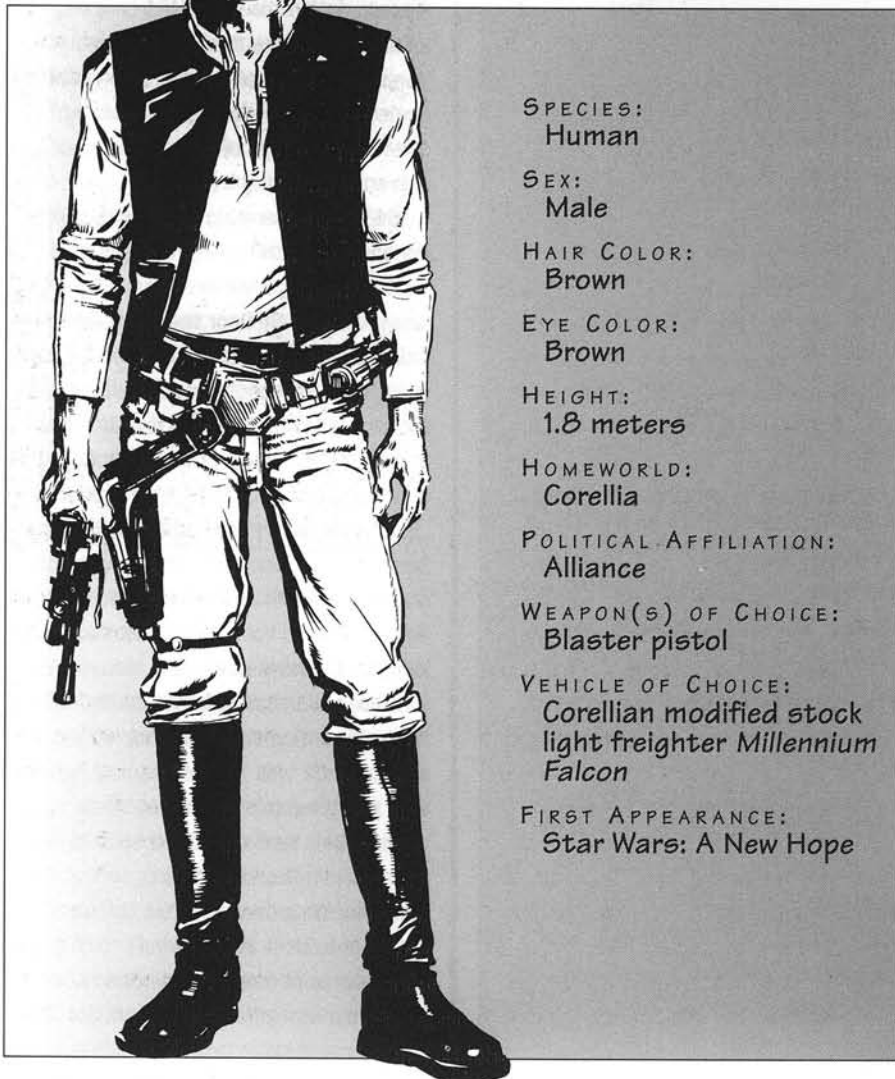 SPECIES:
Human
SEX:
Male
HAIR COLOR:
Brown
EYE COLOR:
Brown
HEIGHT:
1.8 meters
HOMEWORLD:
Corellia
POLITICAL AFFILIATION:
Alliance
WEAPON(S) OF CHOICE:
Blaster pistol
VEHICLE OF CHOICE:
Corellian modified stock
light freighter Millennium
Falcon
FIRST APPEARANCE:
Star Wars: A New Hope